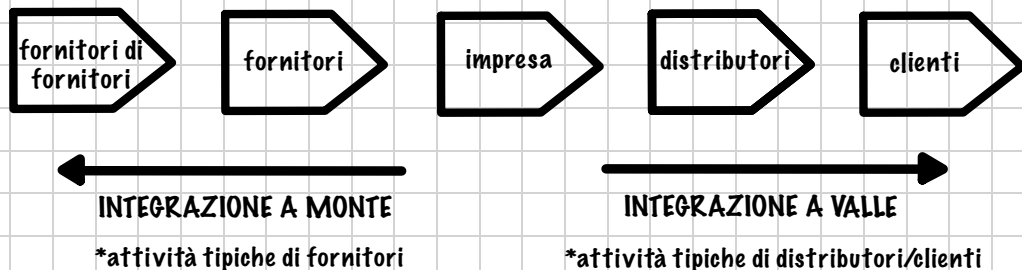 fornitori di
fornitori
fornitori
impresa
distributori
clienti
INTEGRAZIONE A MONTE
INTEGRAZIONE A VALLE
*attività tipiche di fornitori
*attività tipiche di distributori/clienti